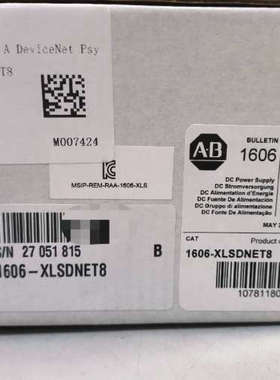 A DeviceNet Psy
T8
M007424
MSIP-REM-RAA-1606-XLS
S/N 27 051 815
B
1606-XLSDNET8
AB
BULLETIN
1606
DC Power Supply
DC Stromversorgung
DC Alimentation d'Energie
DC Fuente De Alimentación
DC Gruppo di alimentazione
DC Fonte De Alimentação
MAY 2
CAT
Product o
1606-XLSDNET8
10781180